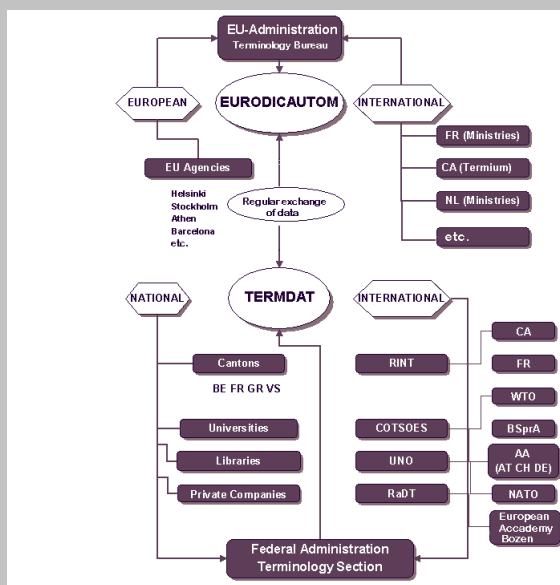 EU-Administration
Terminology Bureau
EUROPEAN
EURODICAUTOM
INTERNATIONAL
FR (Ministries)
EU Agencies
CA (Termium)
Helsinki
Stockholm
Athen
Barcelona
etc.
Regular exchange
of data
NL (Ministries)
etc.
NATIONAL
TERMDAT
INTERNATIONAL
CA
Cantons
RINT
FR
BE FR GR VS
WTO
Universities
COTSOES
BSprA
Libraries
UNO
AA
(AT CH DE)
Private Companies
RaDT
NATO
European
Accademy
Bozen
Federal Administration
Terminology Section